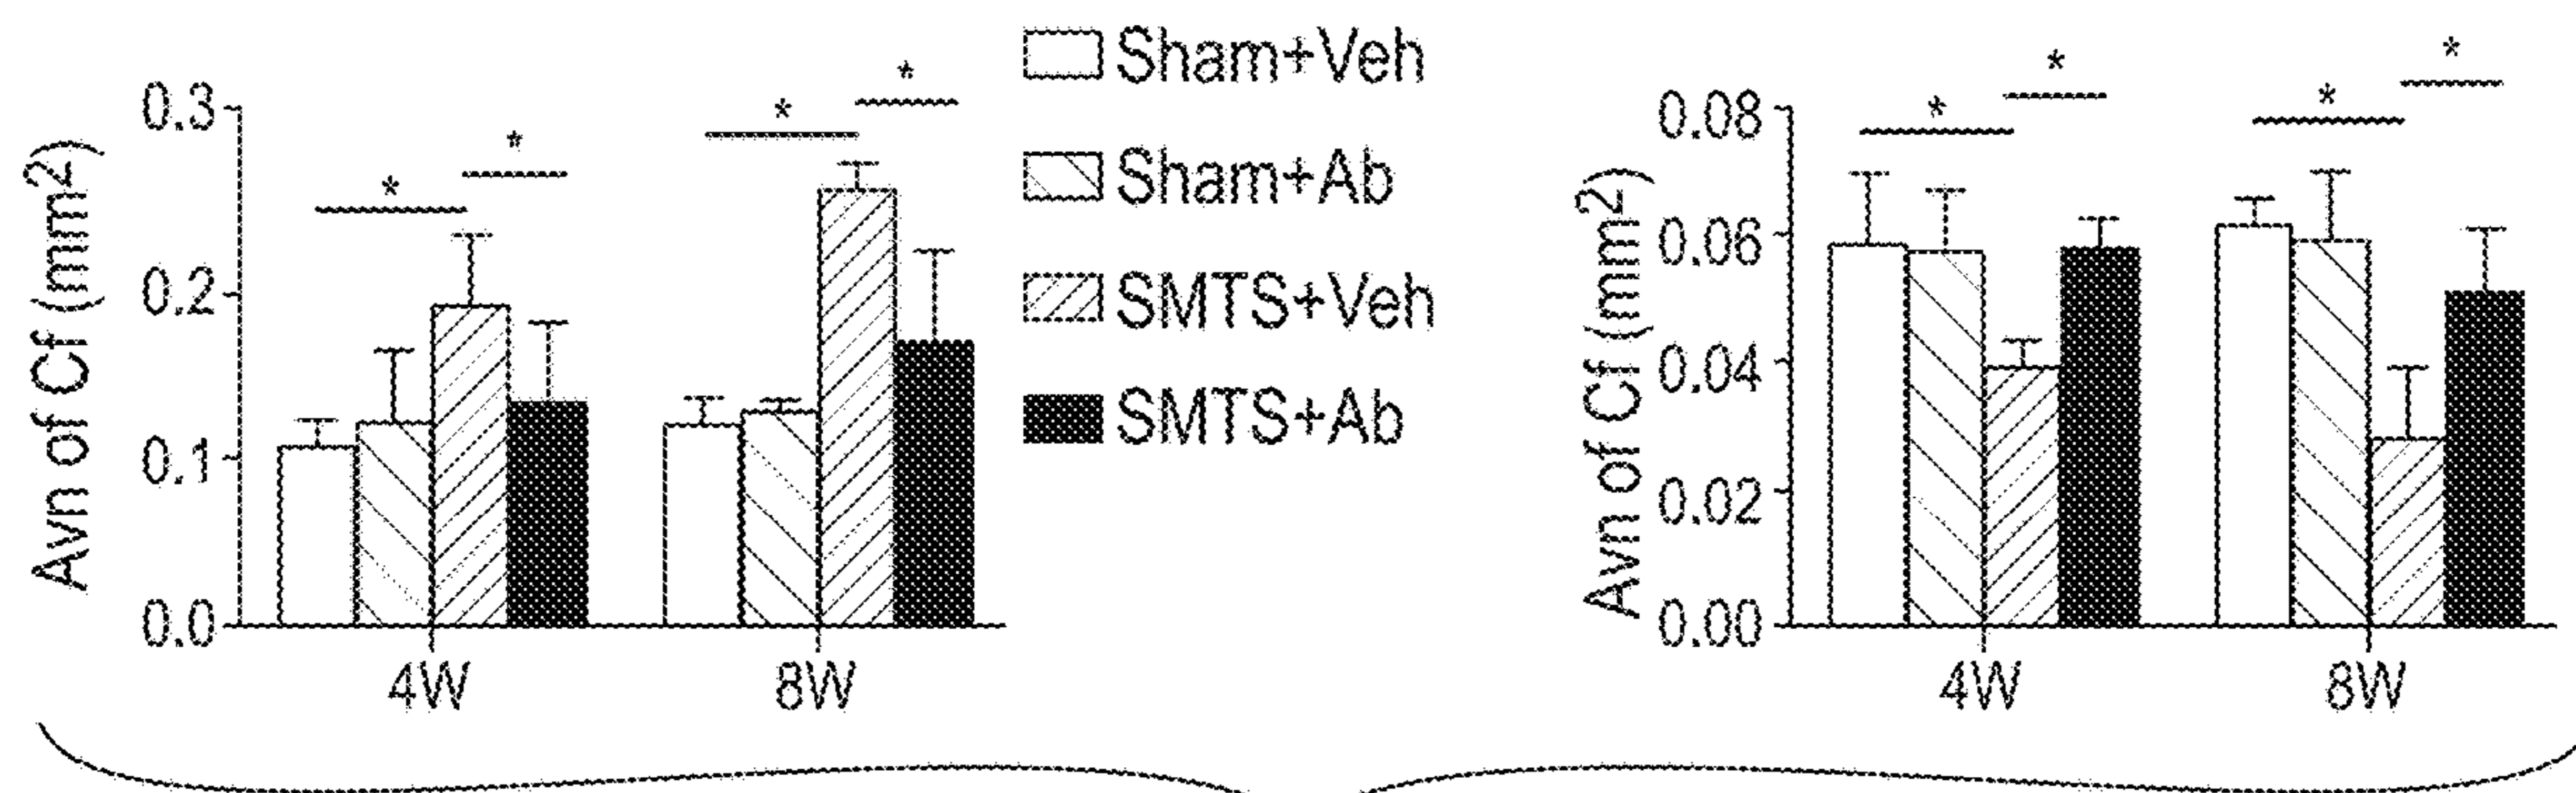 Avn of Cf (mm²)
0.3
0.2
0.1
0.0
* * * *
4W 8W
Sham+Veh
Sham+Ab
SMTS+Veh
SMTS+Ab
Avn of Cf (mm²)
0.08
0.06
0.04
0.02
0.00
* * * *
4W 8W